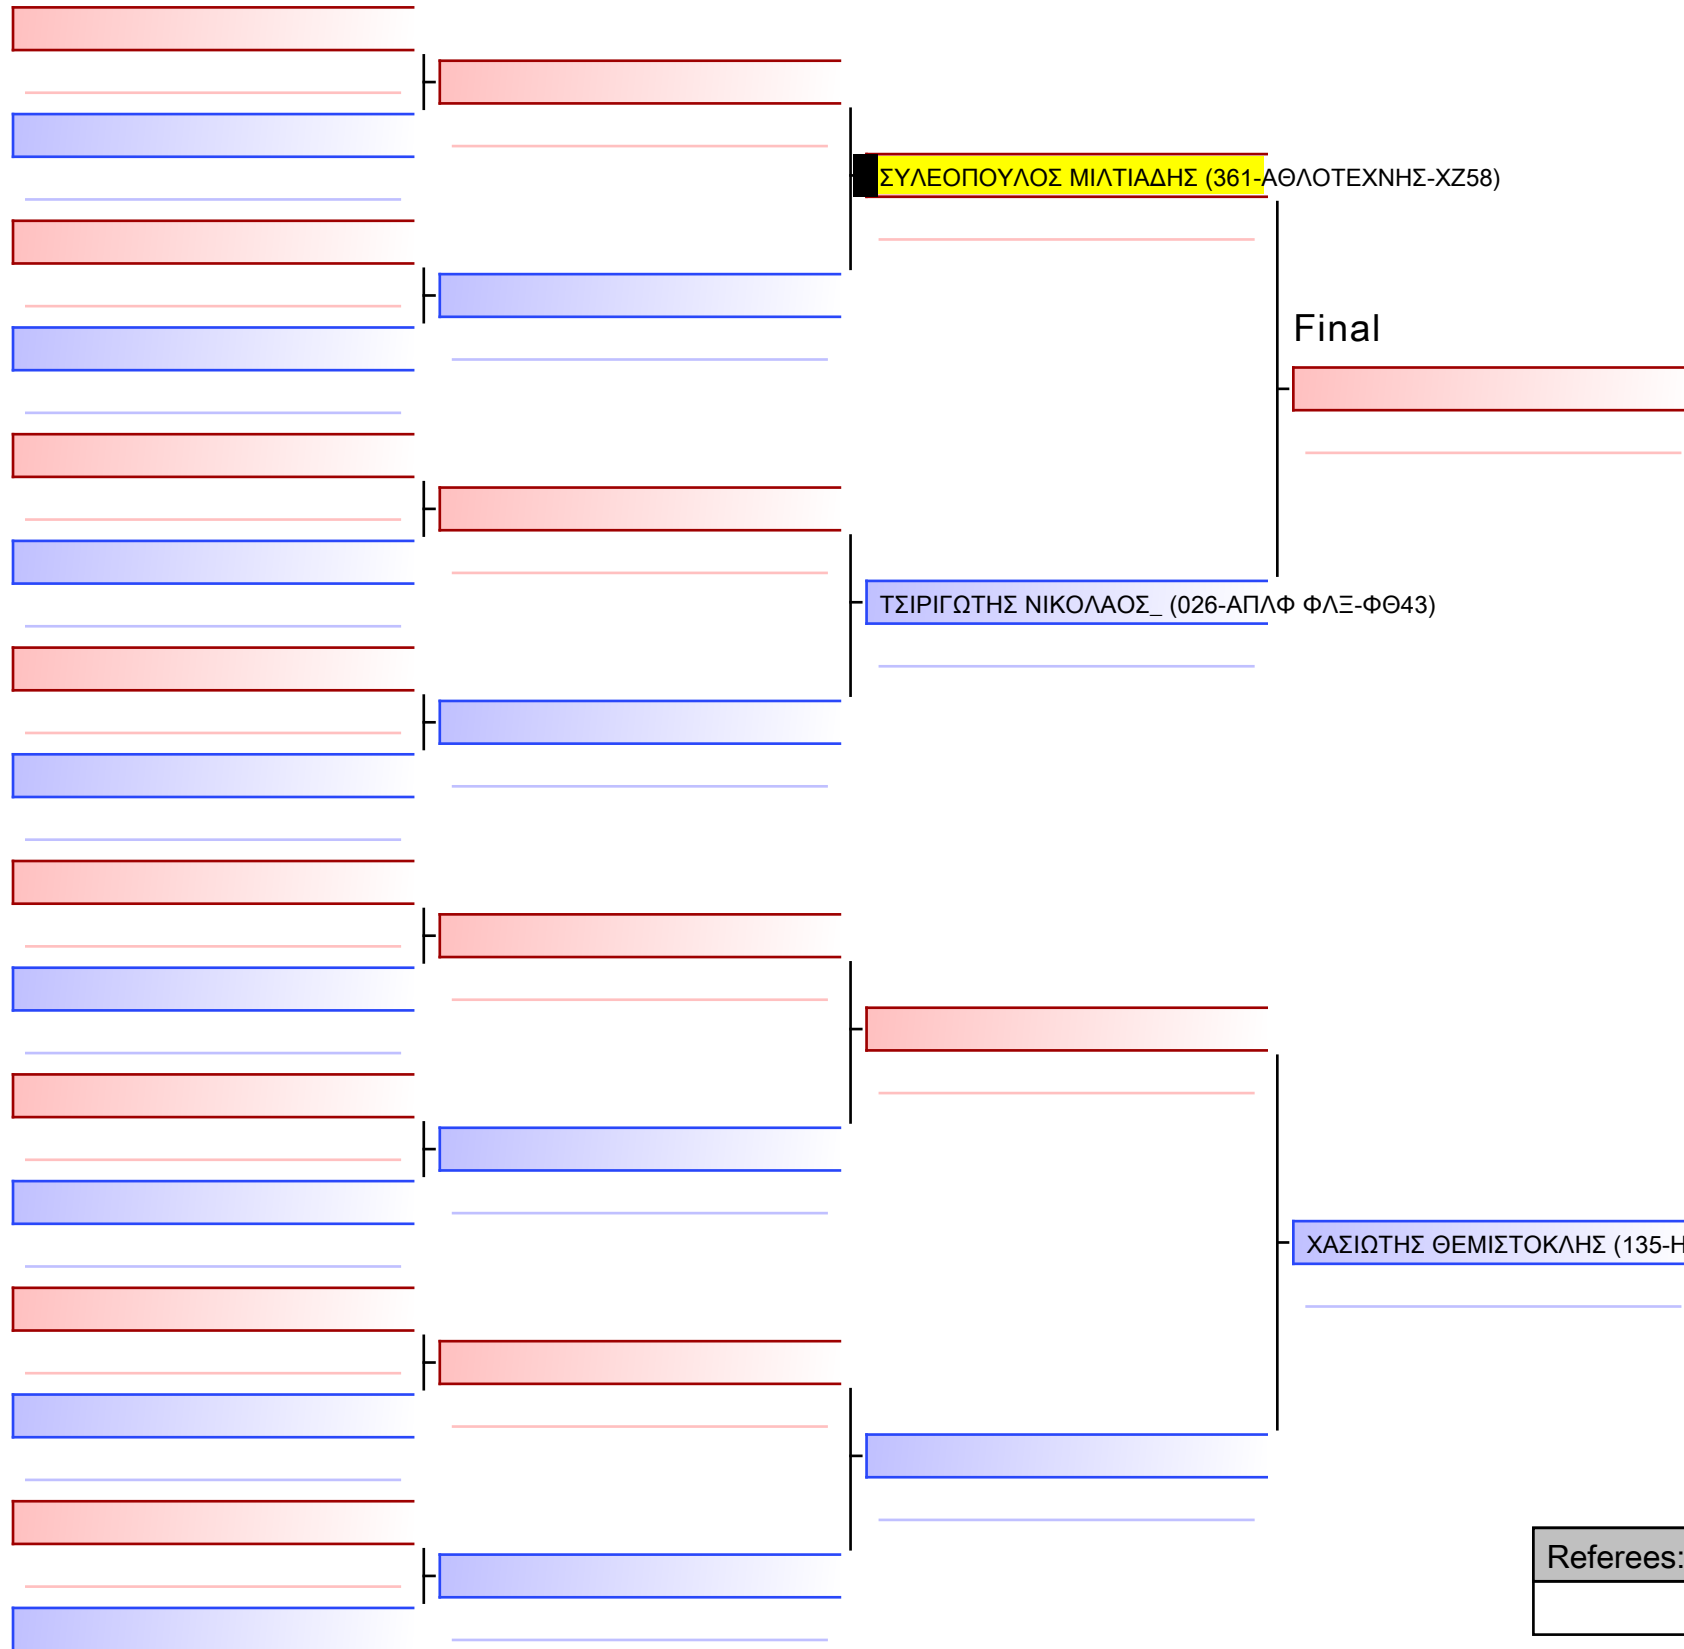 ΣΥΛΕΟΠΟΥΛΟΣ ΜΙΛΤΙΑΔΗΣ (361-ΑΘΛΟΤΕΧΝΗΣ-ΧΖ58)
Final
ΤΣΙΡΙΓΩΤΗΣ ΝΙΚΟΛΑΟΣ_ (026-ΑΠΛΦ ΦΛΞ-ΦΘ43)
ΧΑΣΙΩΤΗΣ ΘΕΜΙΣΤΟΚΛΗΣ (135-Η
Referees: